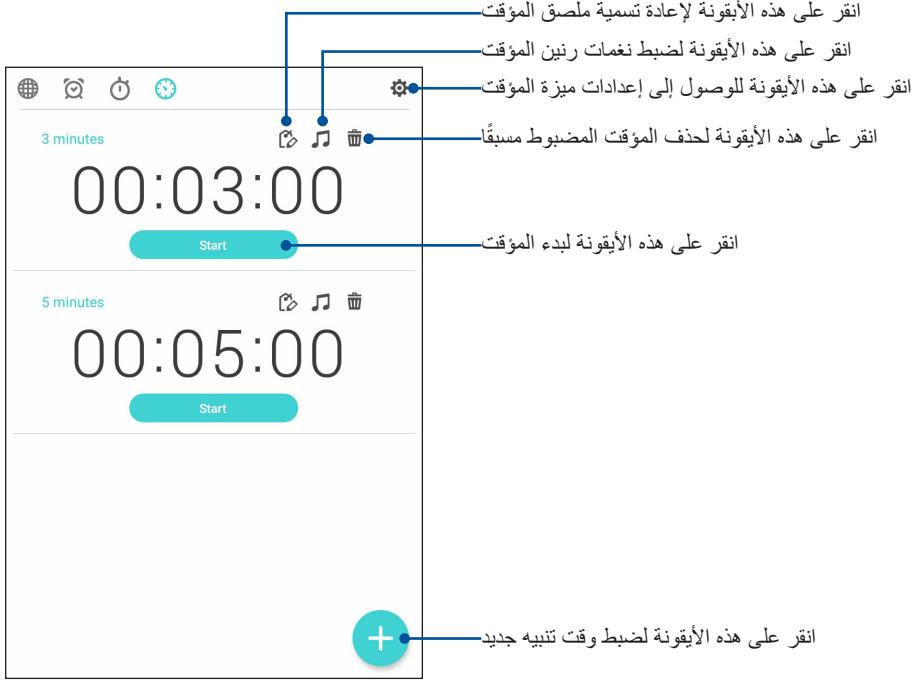 انقر على هذه الأيقونة لإعادة تسمية ملصق المؤقت
انقر على هذه الأيقونة لضبط نغمات رنين المؤقت
انقر على هذه الأيقونة للوصول إلى إعدادات ميزة المؤقت
انقر على هذه الأيقونة لحذف المؤقت المضبوط مسبقًا
3 minutes
00:03:00
Start
انقر على هذه الأيقونة لبدء المؤقت
5 minutes
00:05:00
Start
انقر على هذه الأيقونة لضبط وقت تنبيه جديد